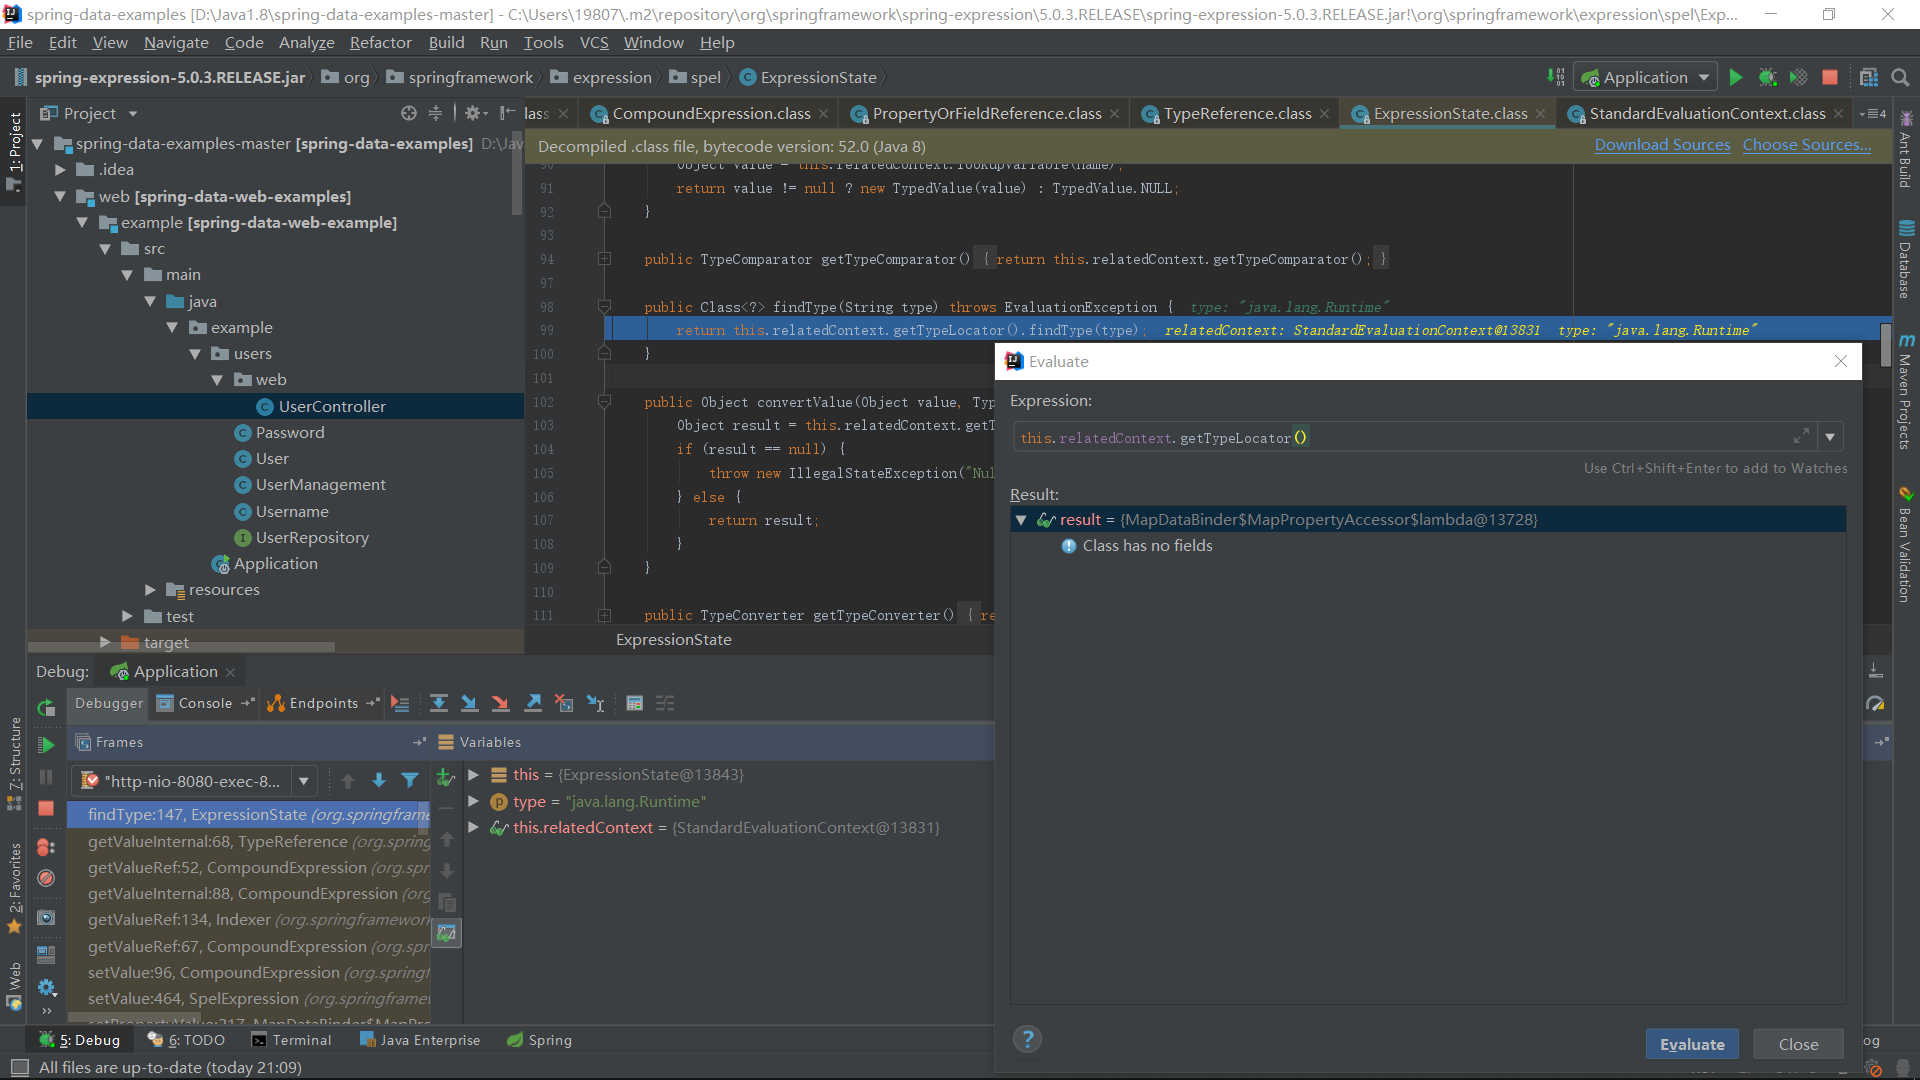 spring-data-examples [D:\Java1.8\spring-data-examples-master] - C:\Users\19807\.m2\repository\org\springframework\spring-expression\5.0.3.RELEASE\spring-expression-5.0.3.RELEASE.jar!\org\springframework\expression\spel\Exp...
File Edit View Navigate Code Analyze Refactor Build Run Tools VCS Window Help
spring-expression-5.0.3.RELEASE.jar org springframework expression spel ExpressionState Application
Project
lass CompoundExpression.class PropertyOrFieldReference.class TypeReference.class ExpressionState.class StandardEvaluationContext.class 4
Decompiled .class file, bytecode version: 52.0 (Java 8) Download Sources Choose Sources...
1: Project
spring-data-examples-master [spring-data-examples] D:\Jav
.idea
web [spring-data-web-examples]
example [spring-data-web-example]
src
main
java
example
users
web
UserController
Password
User
UserManagement
Username
UserRepository
Application
resources
test
target
90 Object value = this.relatedContext.lookupVariable(name);
91 return value != null ? new TypedValue(value) : TypedValue.NULL;
92 }
93
94 public TypeComparator getTypeComparator() { return this.relatedContext.getTypeComparator(); }
97
98 public Class<?> findType(String type) throws EvaluationException { type: "java.lang.Runtime"
99 return this.relatedContext.getTypeLocator().findType(type); relatedContext: StandardEvaluationContext@13831 type: "java.lang.Runtime"
100 }
101
102 public Object convertValue(Object value, Typ
103 Object result = this.relatedContext.getT
104 if (result == null) {
105 throw new IllegalStateException("Nul
106 } else {
107 return result;
108 }
109 }
110
111 public TypeConverter getTypeConverter() { re
ExpressionState
Ant Build
Database
Maven Projects
Bean Validation
Evaluate
Expression:
this.relatedContext.getTypeLocator()
Use Ctrl+Shift+Enter to add to Watches
Result:
result = {MapDataBinder$MapPropertyAccessor$lambda@13728}
Class has no fields
? Evaluate Close
Debug: Application
Debugger Console Endpoints
Frames Variables
"http-nio-8080-exec-8...
findType:147, ExpressionState (org.springframe
getValueInternal:68, TypeReference (org.spring
getValueRef:52, CompoundExpression (org.spr
getValueInternal:88, CompoundExpression (org
getValueRef:134, Indexer (org.springframework
getValueRef:67, CompoundExpression (org.spr
setValue:96, CompoundExpression (org.springf
setValue:464, SpelExpression (org.springframew
setPropertyValue:217, MapDataBinder$MapPro
this = {ExpressionState@13843}
type = "java.lang.Runtime"
this.relatedContext = {StandardEvaluationContext@13831}
Z: Structure
2: Favorites
Web
5: Debug 6: TODO Terminal Java Enterprise Spring og
All files are up-to-date (today 21:09)